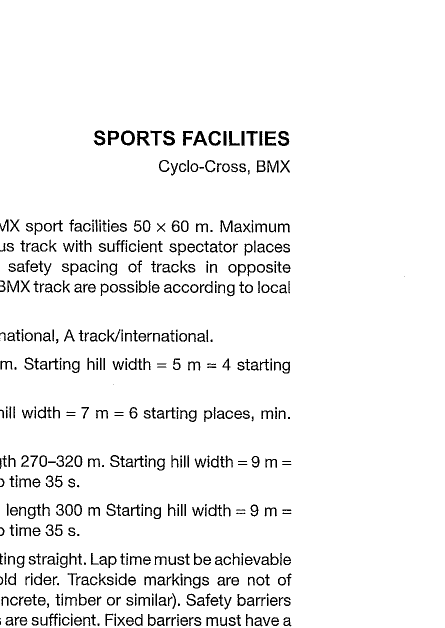 SPORTS FACILITIES
Cyclo-Cross, BMX
MX sport facilities 50 × 60 m. Maximum
us track with sufficient spectator places
safety spacing of tracks in opposite
BMX track are possible according to local
national, A track/international.
m. Starting hill width = 5 m = 4 starting
hill width = 7 m = 6 starting places, min.
gth 270–320 m. Starting hill width = 9 m =
time 35 s.
length 300 m Starting hill width = 9 m =
time 35 s.
ting straight. Lap time must be achievable
old rider. Trackside markings are not of
ncrete, timber or similar). Safety barriers
are sufficient. Fixed barriers must have a